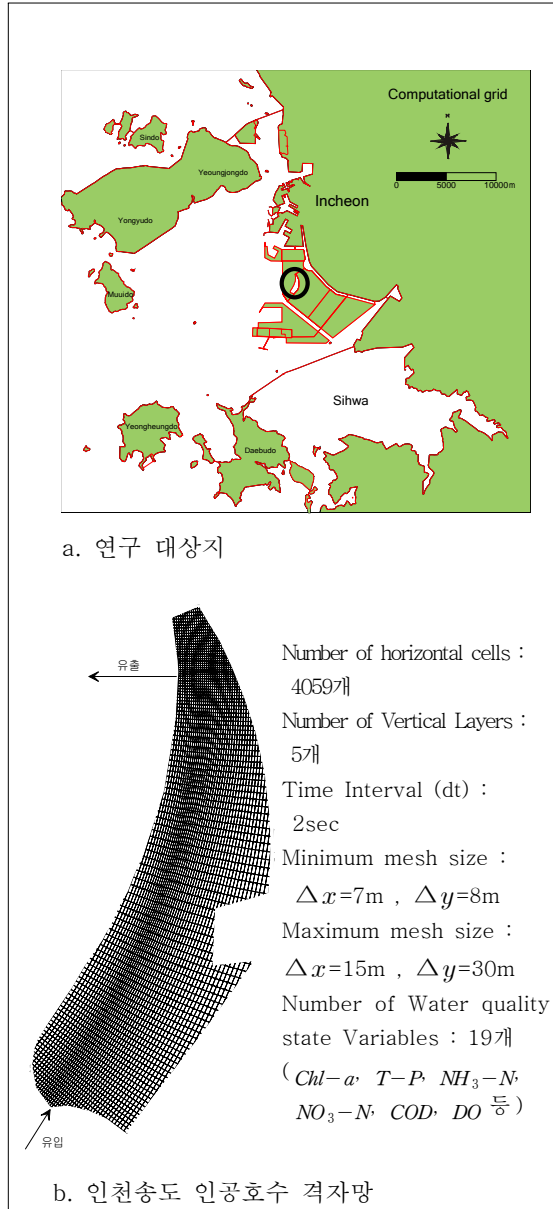 Computational grid
N
0 5000 10000m
Sindo
Yeoungjongdo
Yongyudo
Incheon
Muuido
Sihwa
Yeongheungdo
Daebudo
a. 연구 대상지
유출
Number of horizontal cells :
4059개
Number of Vertical Layers :
5개
Time Interval (dt) :
2sec
Minimum mesh size :
△x=7m , △y=8m
Maximum mesh size :
△x=15m , △y=30m
Number of Water quality
state Variables : 19개
(Chl-a, T-P, NH₃-N,
NO₃-N, COD, DO 등)
유입
b. 인천송도 인공호수 격자망